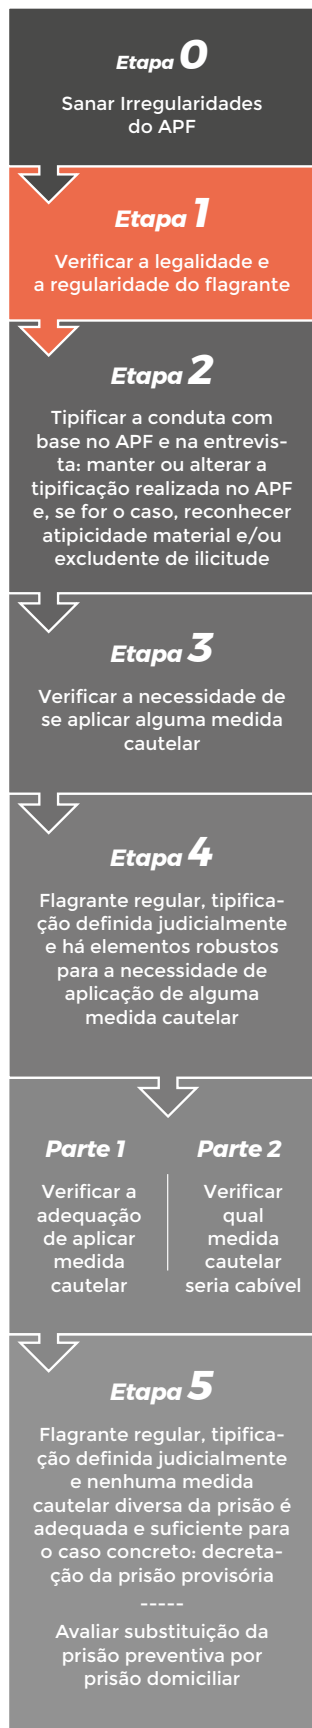 Etapa 0
Sanar Irregularidades
do APF
Etapa 1
Verificar a legalidade e
a regularidade do flagrante
Etapa 2
Tipificar a conduta com
base no APF e na entrevis-
ta: manter ou alterar a
tipificação realizada no APF
e, se for o caso, reconhecer
atipicidade material e/ou
excludente de ilicitude
Etapa 3
Verificar a necessidade de
se aplicar alguma medida
cautelar
Etapa 4
Flagrante regular, tipifica-
ção definida judicialmente
e há elementos robustos
para a necessidade de
aplicação de alguma
medida cautelar
Parte 1
Verificar a
adequação
de aplicar
medida
cautelar
Parte 2
Verificar
qual
medida
cautelar
seria cabível
Etapa 5
Flagrante regular, tipifica-
ção definida judicialmente
e nenhuma medida
cautelar diversa da prisão é
adequada e suficiente para
o caso concreto: decreta-
ção da prisão provisória
-----
Avaliar substituição da
prisão preventiva por
prisão domiciliar